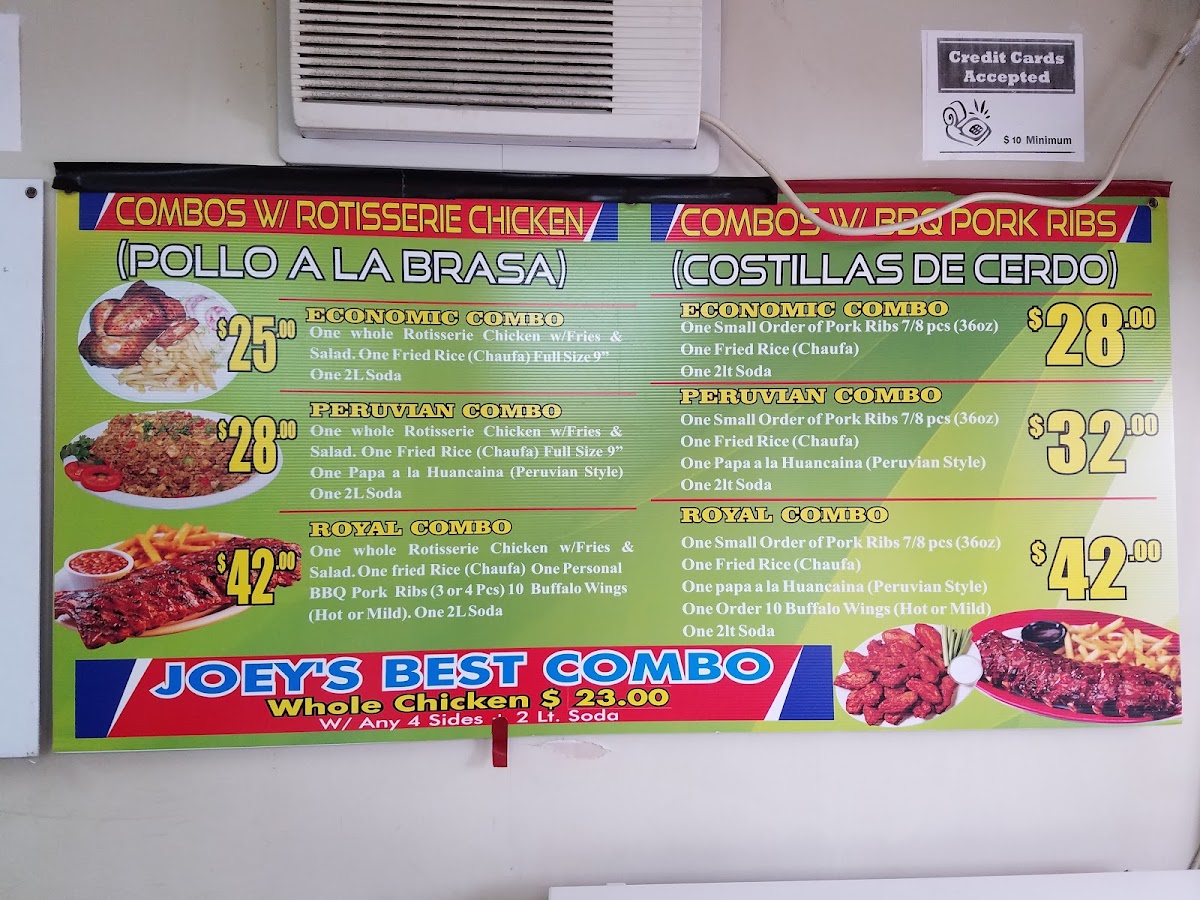 Credit Cards
Accepted
$ 10 Minimum
COMBOS W/ ROTISSERIE CHICKEN
(POLLO A LA BRASA)
ECONOMIC COMBO
One whole Rotisserie Chicken w/Fries &
Salad. One Fried Rice (Chaufa) Full Size 9”
One 2L Soda
$25.00
PERUVIAN COMBO
One whole Rotisserie Chicken w/Fries &
Salad. One Fried Rice (Chaufa) Full Size 9”
One Papa a la Huancaina (Peruvian Style)
One 2L Soda
$28.00
ROYAL COMBO
One whole Rotisserie Chicken w/Fries &
Salad. One fried Rice (Chaufa) One Personal
BBQ Pork Ribs (3 or 4 Pcs) 10 Buffalo Wings
(Hot or Mild). One 2L Soda
$42.00
COMBOS W/ BBQ PORK RIBS
(COSTILLAS DE CERDO)
ECONOMIC COMBO
One Small Order of Pork Ribs 7/8 pcs (36oz)
One Fried Rice (Chaufa)
One 2lt Soda
$28.00
PERUVIAN COMBO
One Small Order of Pork Ribs 7/8 pcs (36oz)
One Fried Rice (Chaufa)
One Papa a la Huancaina (Peruvian Style)
One 2lt Soda
$32.00
ROYAL COMBO
One Small Order of Pork Ribs 7/8 pcs (36oz)
One Fried Rice (Chaufa)
One papa a la Huancaina (Peruvian Style)
One Order 10 Buffalo Wings (Hot or Mild)
One 2lt Soda
$42.00
JOEY'S BEST COMBO
Whole Chicken $ 23.00
W/ Any 4 Sides 2 Lt. Soda